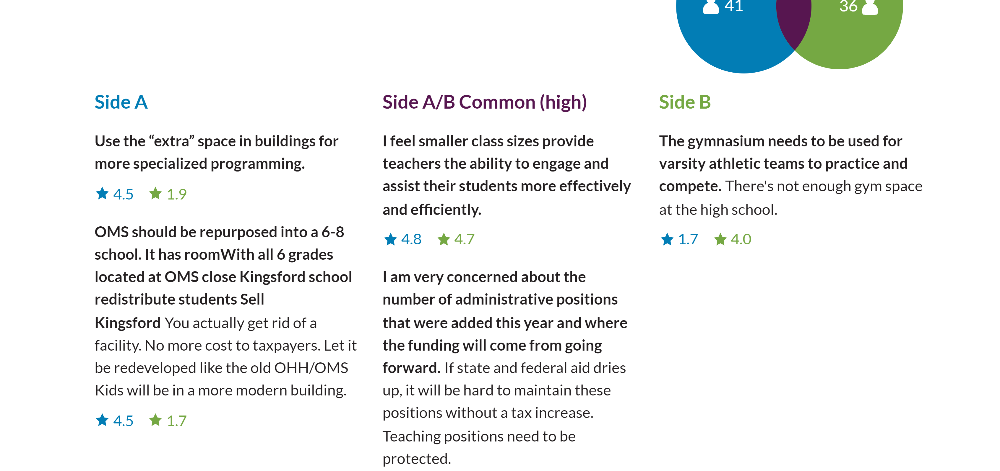 41
36
Side A
Use the “extra” space in buildings for
more specialized programming.
4.5 1.9
OMS should be repurposed into a 6-8
school. It has roomWith all 6 grades
located at OMS close Kingsford school
redistribute students Sell
Kingsford You actually get rid of a
facility. No more cost to taxpayers. Let it
be redeveloped like the old OHH/OMS
Kids will be in a more modern building.
4.5 1.7
Side A/B Common (high)
I feel smaller class sizes provide
teachers the ability to engage and
assist their students more effectively
and efficiently.
4.8 4.7
I am very concerned about the
number of administrative positions
that were added this year and where
the funding will come from going
forward. If state and federal aid dries
up, it will be hard to maintain these
positions without a tax increase.
Teaching positions need to be
protected.
Side B
The gymnasium needs to be used for
varsity athletic teams to practice and
compete. There's not enough gym space
at the high school.
1.7 4.0